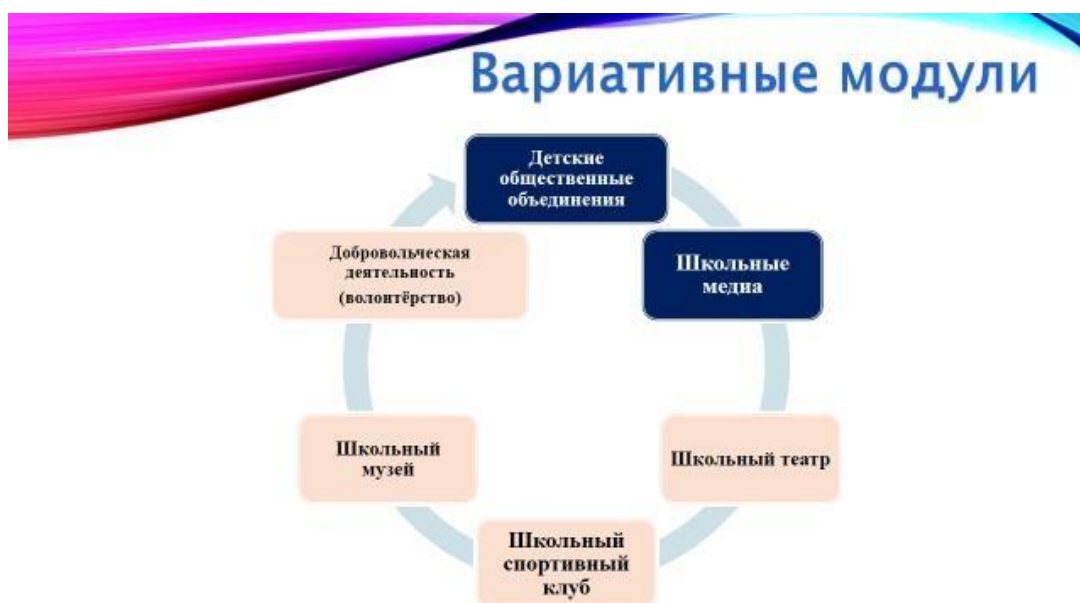 Вариативные модули
Детские
общественные
объединения
Школьные
медиа
Школьный театр
Школьный
спортивный
клуб
Школьный
музей
Добровольческая
деятельность
(волонтёрство)